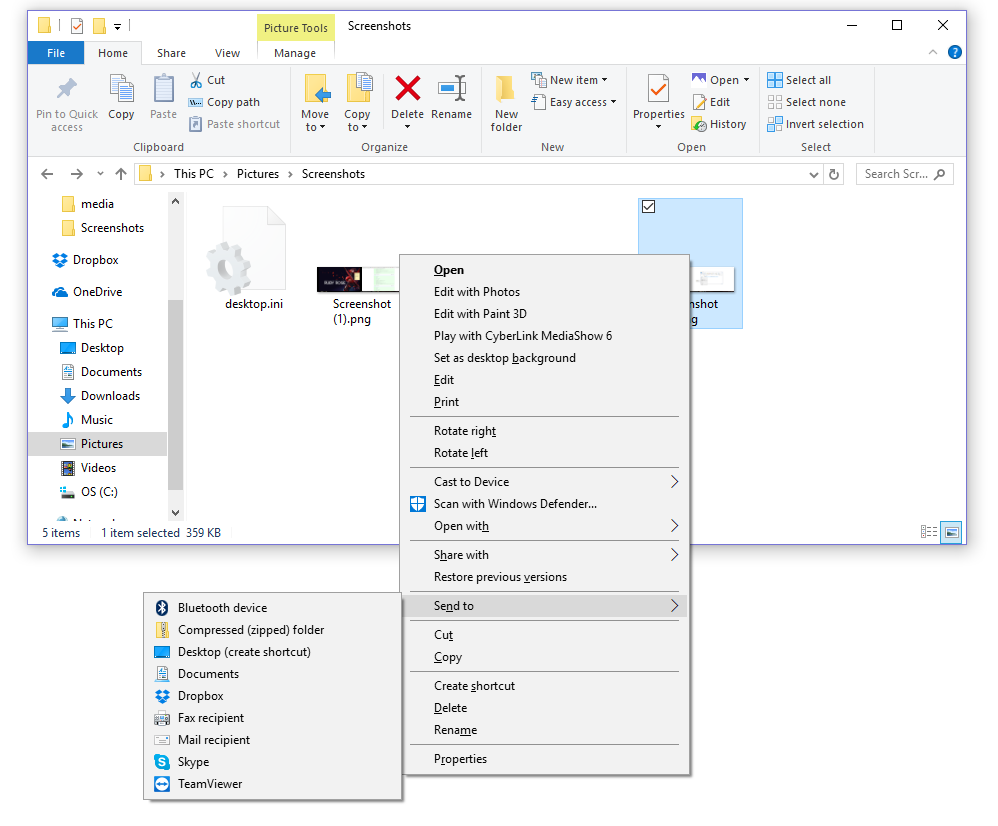 Picture Tools
Screenshots
File
Home
Share
View
Manage
Pin to Quick access
Copy
Paste
Cut
Copy path
Paste shortcut
Move to
Copy to
Delete
Rename
New folder
New item
Easy access
Properties
Open
Edit
History
Select all
Select none
Invert selection
Clipboard
Organize
New
Open
Select
This PC
Pictures
Screenshots
Search Scr...
media
Screenshots
Dropbox
OneDrive
This PC
Desktop
Documents
Downloads
Music
Pictures
Videos
OS (C:)
desktop.ini
Screenshot
(1).png
5 items
1 item selected 359 KB
Open
Edit with Photos
Edit with Paint 3D
Play with CyberLink MediaShow 6
Set as desktop background
Edit
Print
Rotate right
Rotate left
Cast to Device
Scan with Windows Defender...
Open with
Share with
Restore previous versions
Send to
Cut
Copy
Create shortcut
Delete
Rename
Properties
Bluetooth device
Compressed (zipped) folder
Desktop (create shortcut)
Documents
Dropbox
Fax recipient
Mail recipient
Skype
TeamViewer